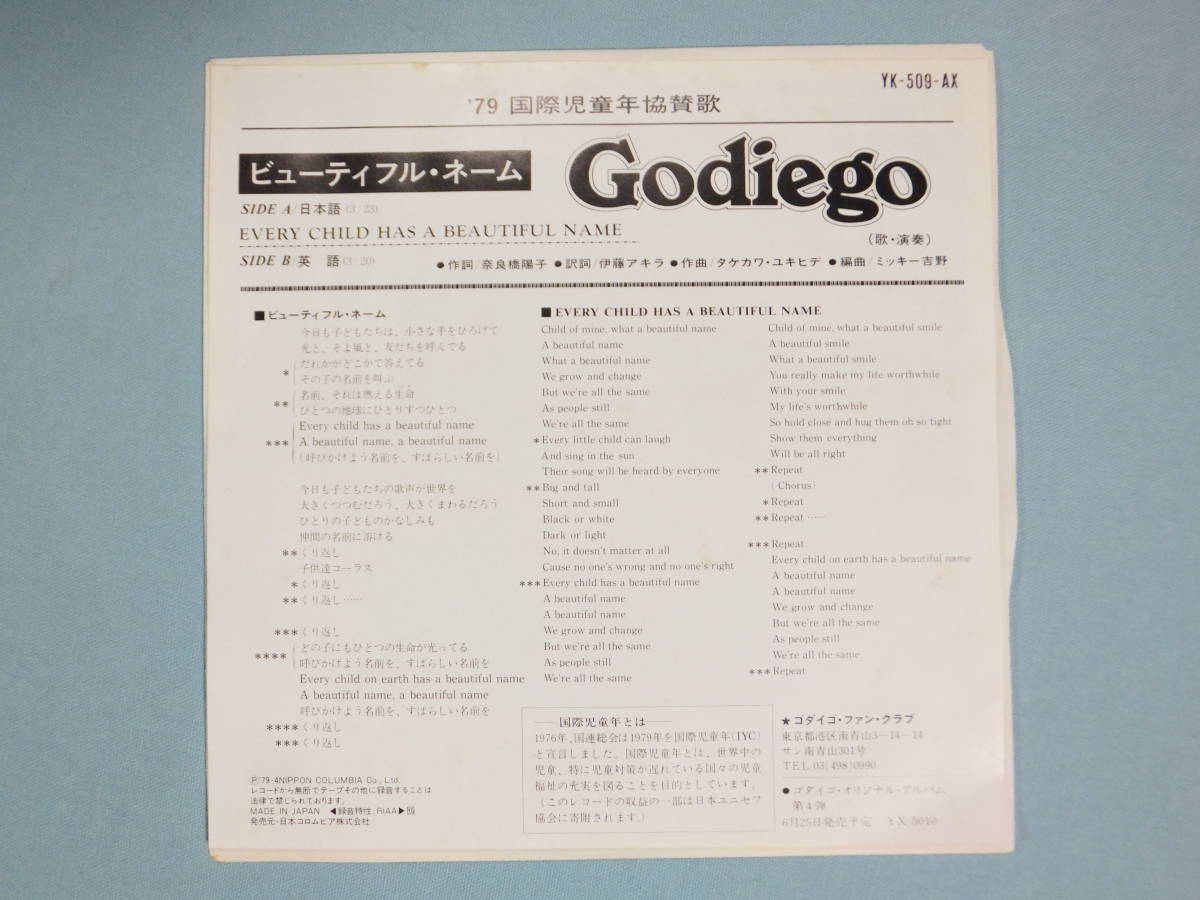 YK-509-AX
'79 国際児童年協賛歌
ビューティフル・ネーム
Godiego
SIDE A/日本語(3:23)
EVERY CHILD HAS A BEAUTIFUL NAME
(歌・演奏)
SIDE B/英 語(3:20)
●作詞/奈良橋陽子 ●訳詞/伊藤アキラ ●作曲/タケカワ・ユキヒデ ●編曲/ミッキー吉野
■ビューティフル・ネーム
今日も子どもたちは、小さな手をひろげて
光と、そよ風と、友だちを呼んでる
だれかがどこかで答えてる
*
その子の名前を叫ぶ
名前、それは燃える生命
**
ひとつの地球にひとりずつひとつ
Every child has a beautiful name
*** A beautiful name, a beautiful name
(呼びかけよう名前を、すばらしい名前を)
今日も子どもたちの歌声が世界を
大きくつつむだろう、大きくまわるだろう
ひとりの子どものかなしみも
仲間の名前に溶ける
**くり返し
子供達コーラス
*くり返し
**くり返し……
***くり返し
どの子にもひとつの生命が光ってる
****
呼びかけよう名前を、すばらしい名前を
Every child on earth has a beautiful name
A beautiful name, a beautiful name
呼びかけよう名前を、すばらしい名前を
****くり返し
***くり返し
■EVERY CHILD HAS A BEAUTIFUL NAME
Child of mine, what a beautiful name
A beautiful name
What a beautiful name
We grow and change
But we're all the same
As people still
We're all the same
*Every little child can laugh
And sing in the sun
Their song will be heard by everyone
**Big and tall
Short and small
Black or white
Dark or light
No, it doesn't matter at all
Cause no one's wrong and no one's right
***Every child has a beautiful name
A beautiful name
A beautiful name
We grow and change
But we're all the same
As people still
We're all the same
Child of mine, what a beautiful smile
A beautiful smile
What a beautiful smile
You really make my life worthwhile
With your smile
My life's worthwhile
So hold close and hug them oh so tight
Show them everything
Will be all right
**Repeat
(Chorus)
*Repeat
**Repeat……
***Repeat
Every child on earth has a beautiful name
A beautiful name
A beautiful name
We grow and change
But we're all the same
As people still
We're all the same
***Repeat
Ⓟ'79・4 NIPPON COLUMBIA Co., Ltd.
レコードから無断でテープその他に録音することは
法律で禁じられております。
MADE IN JAPAN ◀録音特性:RIAA▶
発売元・日本コロムビア株式会社
——国際児童年とは——
1976年、国連総会は1979年を国際児童年(IYC)
と宣言しました。国際児童年とは、世界中の
児童、特に児童対策が遅れている国々の児童
福祉の充実を図ることを目的としています。
(このレコードの収益の一部は日本ユニセフ
協会に寄附されます。)
★ゴダイゴ・ファン・クラブ
東京都港区南青山3—14—14
サン南青山301号
TEL 03(498)0990
●ゴダイゴ・オリジナル・アルバム
第4弾
6月25日発売予定 YX-5010